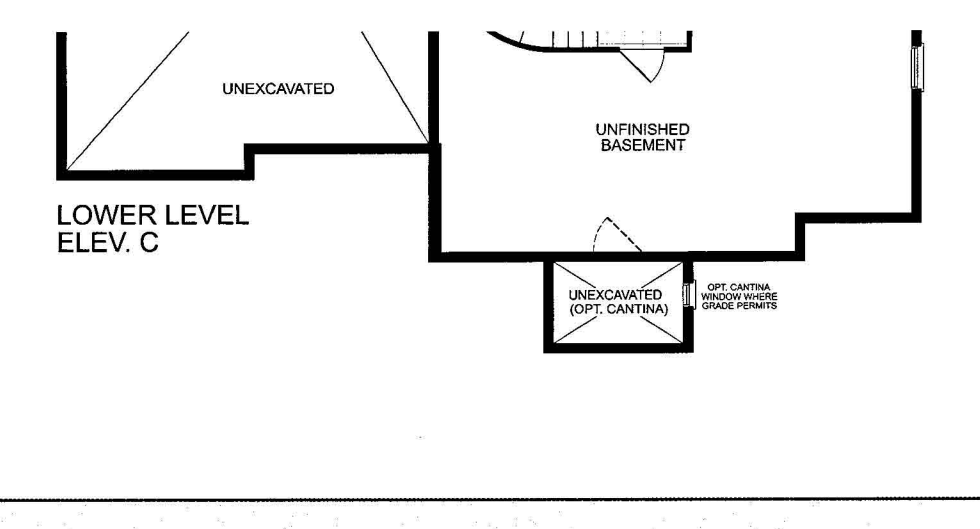 UNEXCAVATED
UNFINISHED
BASEMENT
LOWER LEVEL
ELEV. C
UNEXCAVATED
(OPT. CANTINA)
OPT. CANTINA
WINDOW WHERE
GRADE PERMITS